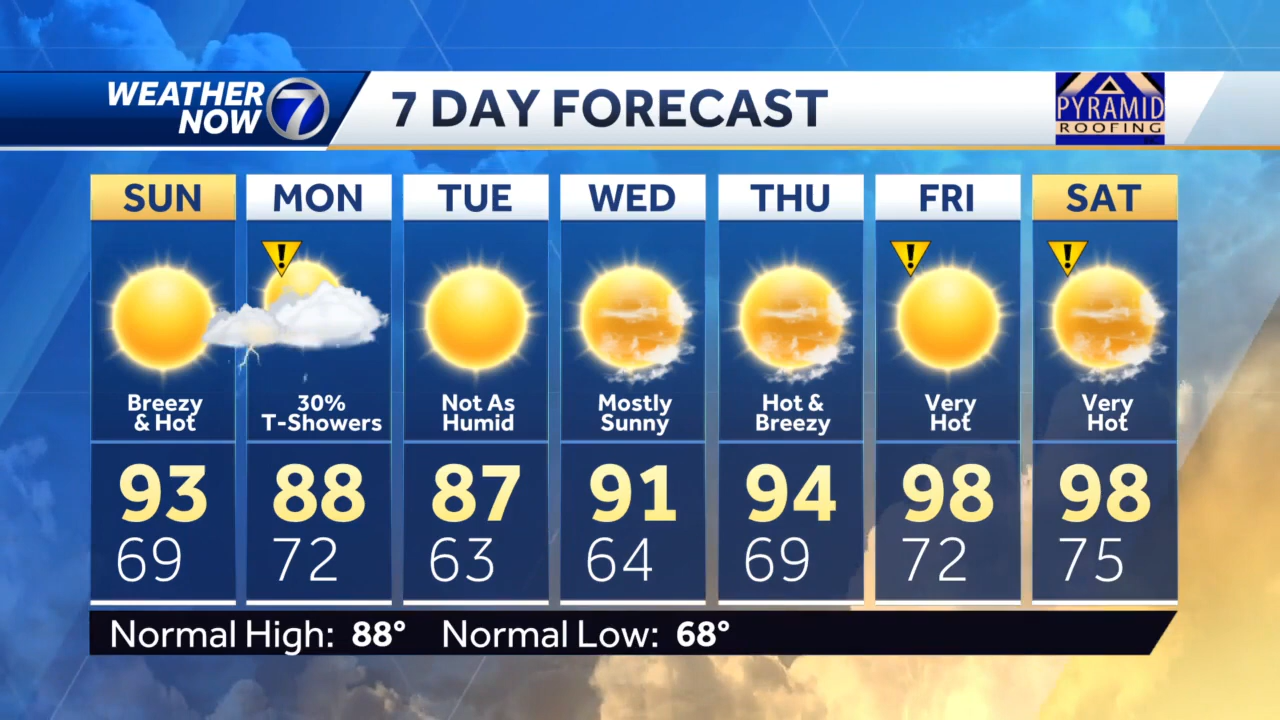 WEATHER
NOW
7
7 DAY FORECAST
PYRAMID
ROOFING
SUN MON TUE WED THU FRI SAT
! ! !
Breezy 30% Not As Mostly Hot & Very Very
& Hot T-Showers Humid Sunny Breezy Hot Hot
93 88 87 91 94 98 98
69 72 63 64 69 72 75
Normal High: 88° Normal Low: 68°